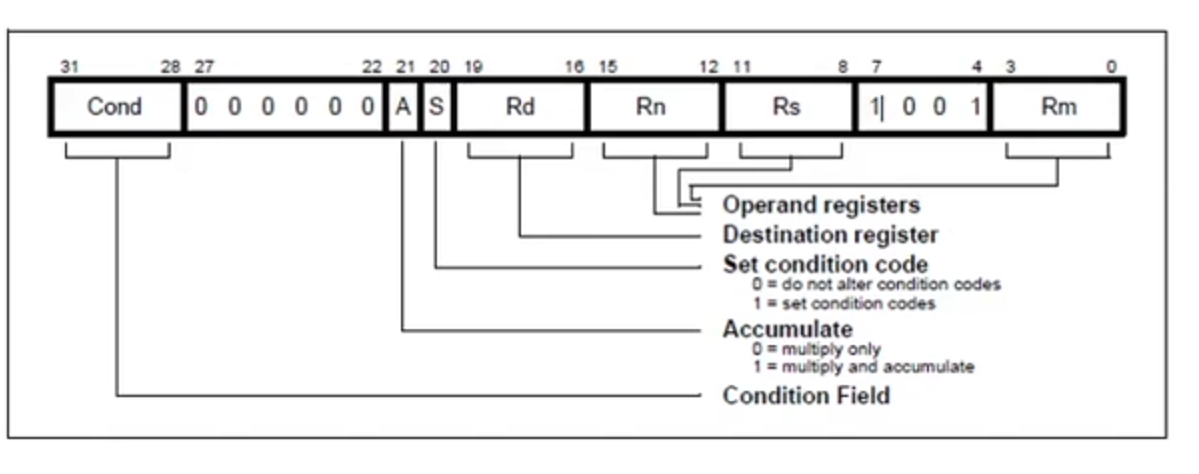 31 28 27 22 21 20 19 16 15 12 11 8 7 4 3 0
Cond 0 0 0 0 0 0 A S Rd Rn Rs 1 0 0 1 Rm
Operand registers
Destination register
Set condition code
0 = do not alter condition codes
1 = set condition codes
Accumulate
0 = multiply only
1 = multiply and accumulate
Condition Field